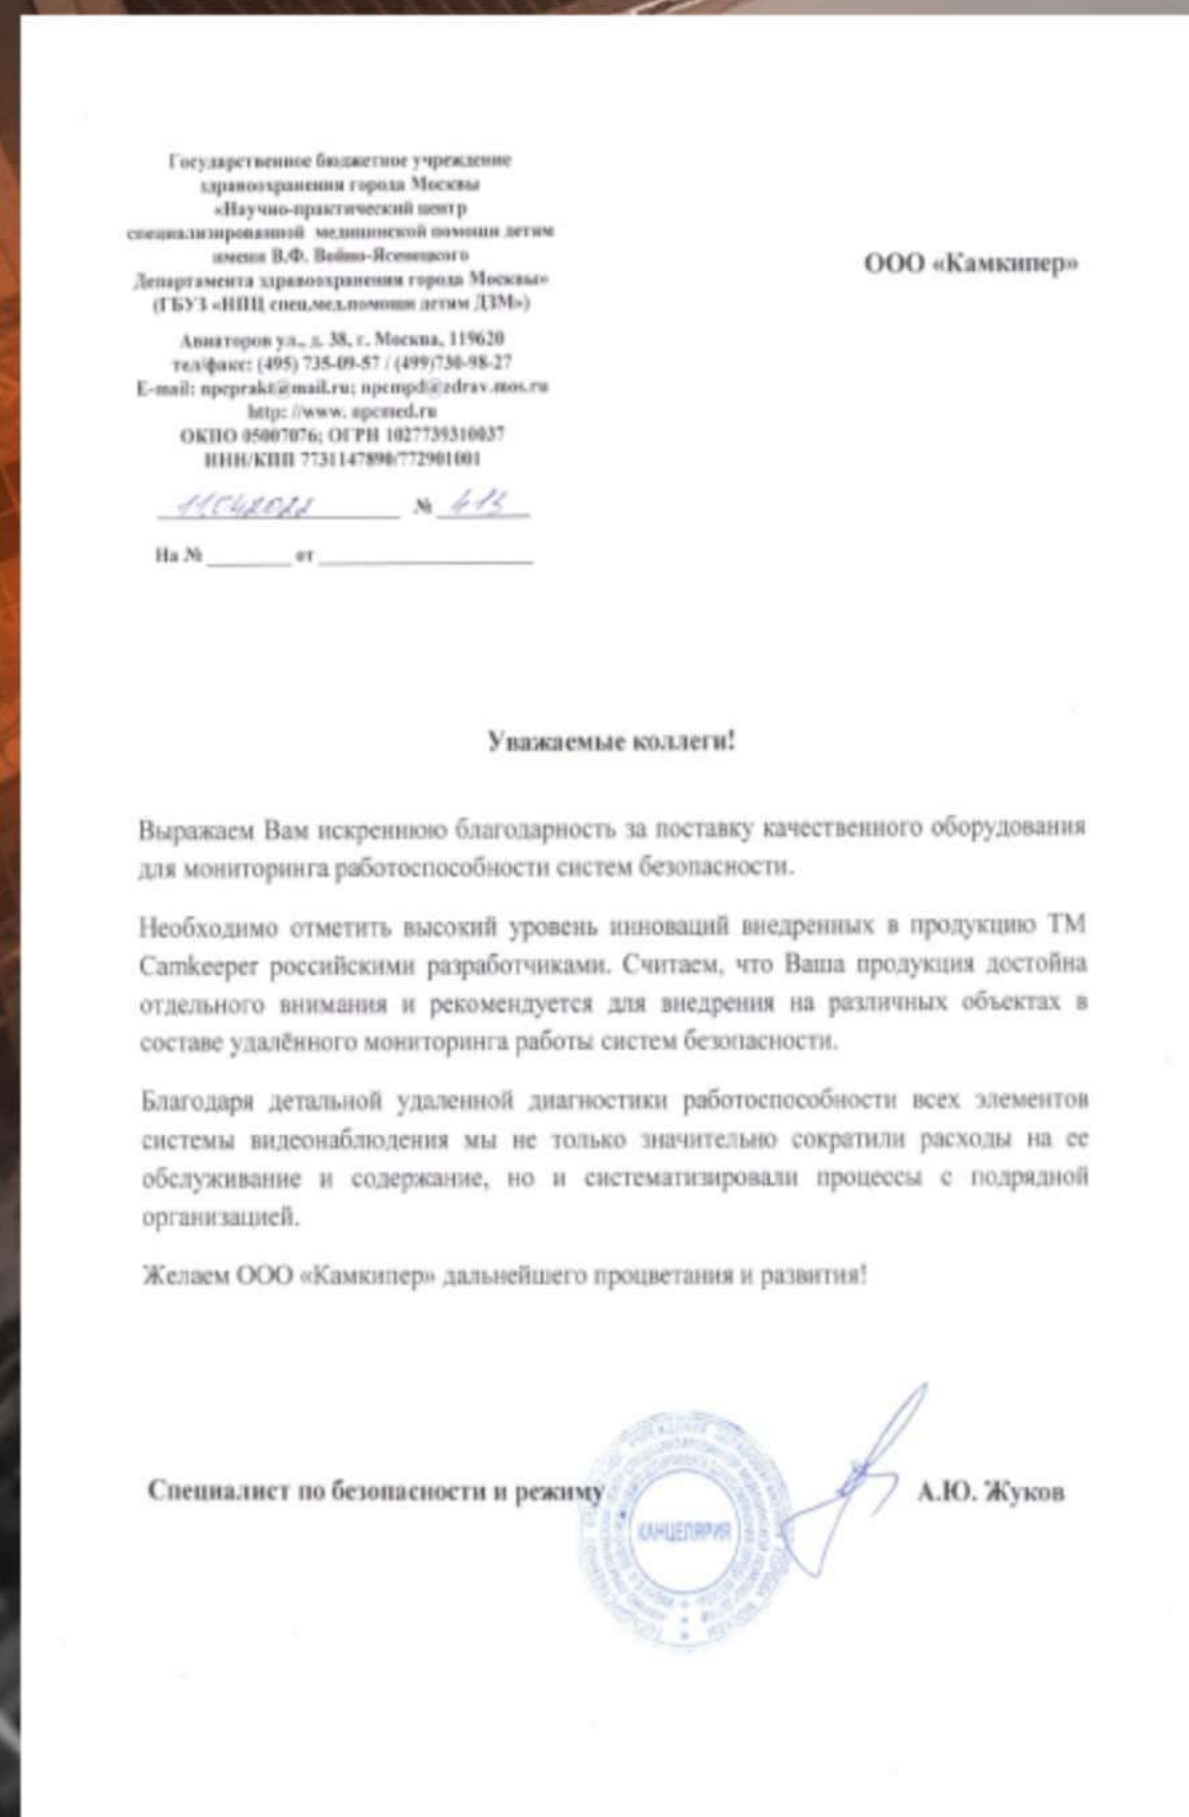 Государственное бюджетное учреждение
здравоохранения города Москвы
«Научно-практический центр
специализированной медицинской помощи детям
имени В.Ф. Войно-Ясенецкого
Департамента здравоохранения города Москвы»
(ГБУЗ «НПЦ спец.мед.помощи детям ДЗМ»)
ООО «Камкипер»
Авиаторов ул., д. 38, г. Москва, 119620
тел/факс: (495) 735-09-57 / (499)730-98-27
E-mail: npcprakt@mail.ru; npcmpd@zdrav.mos.ru
http: //www. npcmed.ru
ОКПО 05007076; ОГРН 1027739310037
ИНН/КПП 7731147890/772901001
11.04.2022 № 413
На № от
Уважаемые коллеги!
Выражаем Вам искреннюю благодарность за поставку качественного оборудования
для мониторинга работоспособности систем безопасности.
Необходимо отметить высокий уровень инноваций внедренных в продукцию ТМ
Camkeeper российскими разработчиками. Считаем, что Ваша продукция достойна
отдельного внимания и рекомендуется для внедрения на различных объектах в
составе удалённого мониторинга работы систем безопасности.
Благодаря детальной удаленной диагностики работоспособности всех элементов
системы видеонаблюдения мы не только значительно сократили расходы на ее
обслуживание и содержание, но и систематизировали процессы с подрядной
организацией.
Желаем ООО «Камкипер» дальнейшего процветания и развития!
Специалист по безопасности и режиму
А.Ю. Жуков
КАНЦЕЛЯРИЯ